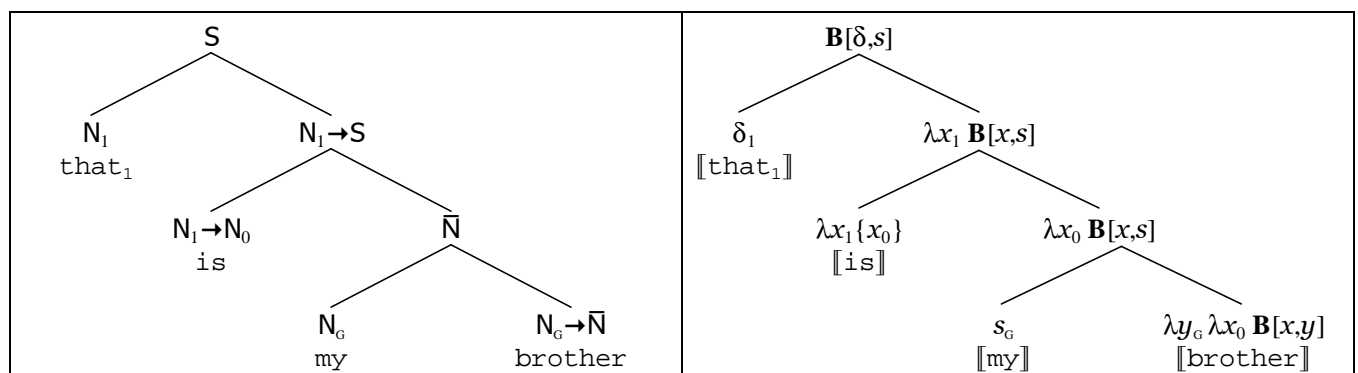 S
N₁ N₁→S
that₁
N₁→N₀ N̄
is
N_G N_G→N̄
my brother
B[δ,s]
δ₁ λx₁ B[x,s]
⟦that₁⟧
λx₁{x₀} λx₀ B[x,s]
⟦is⟧
s_G λy_G λx₀ B[x,y]
⟦my⟧ ⟦brother⟧